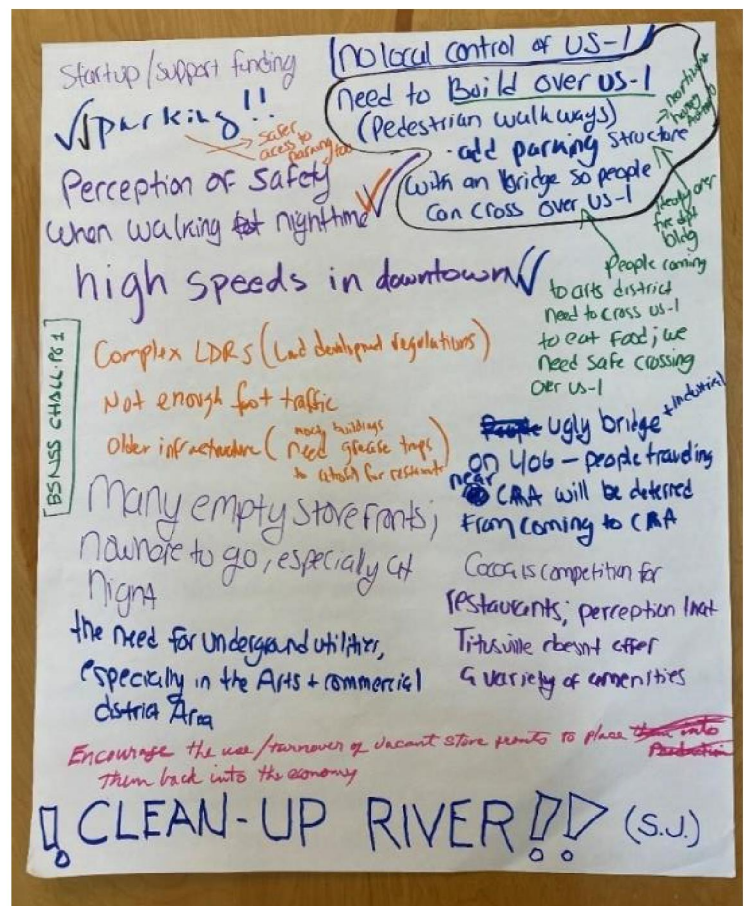 Startup/support funding
parking!!
safer
access to
parking too
Perception of safety
when walking at nighttime
high speeds in downtown
[no local control of US-1]
need to Build over US-1
(Pedestrian walkways)
- add parking structure
with an bridge so people
can cross over US-1
People coming
to arts district
need to cross US-1
to eat food; we
need safe crossing
over US-1
BSNSS CHALL. PG 1
Complex LDRs (Land development regulations)
Not enough foot traffic
Older infrastructure (most buildings
need grease traps
to retrofit for restaurants)
Ugly bridge + Industrial
on 406 - people traveling
near CRA will be deterred
from coming to CRA
Many empty storefronts;
nowhere to go, especially at
night
Cocoa is competition for
restaurants; perception that
Titusville doesnt offer
a variety of amenities
the need for underground utilities,
especially in the Arts + commercial
district Area
Encourage the use/turnover of vacant store fronts to place
them back into the economy
! CLEAN-UP RIVER!! (S.J.)